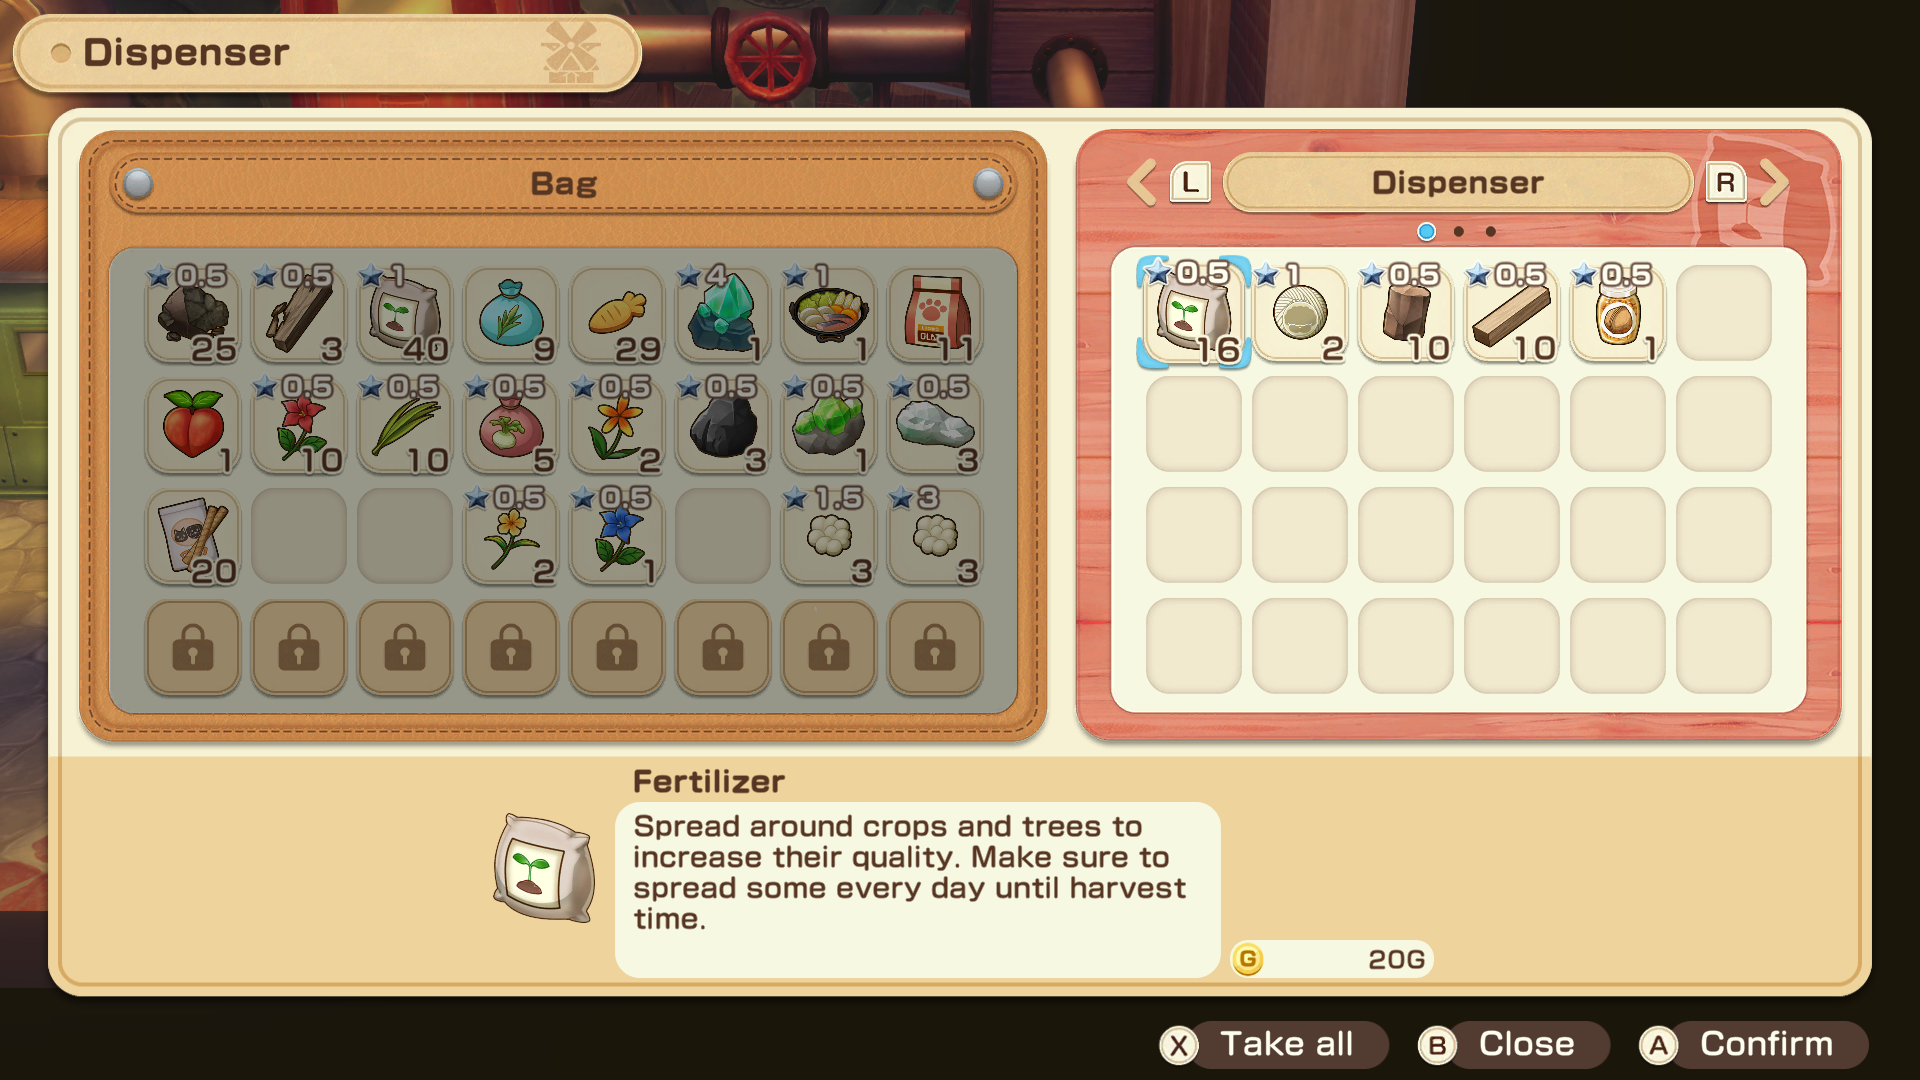 Dispenser
Bag
0.5 0.5 1 4 1
25 3 40 9 29 1 1 11
0.5 0.5 0.5 0.5 0.5 0.5 0.5
1 10 10 5 2 3 1 3
0.5 0.5 1.5 3
20 2 1 3 3
L Dispenser R
0.5 1 0.5 0.5 0.5
16 2 10 10 1
Fertilizer
Spread around crops and trees to
increase their quality. Make sure to
spread some every day until harvest
time.
G 20G
X Take all B Close A Confirm